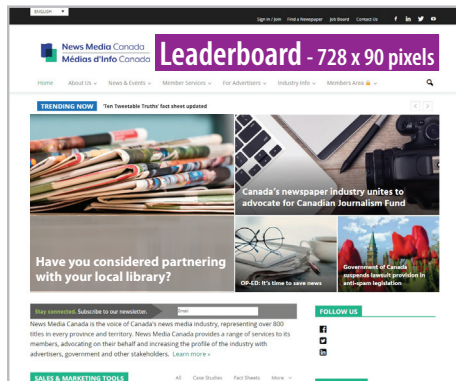 ENGLISH
Sign in / Join Find a Newspaper Job Board Contact Us
News Media Canada
Médias d'Info Canada
Leaderboard - 728 x 90 pixels
Home About Us News & Events Member Services For Advertisers Industry Info Members Area
TRENDING NOW 'Ten Tweetable Truths' fact sheet updated
Canada's newspaper industry unites to
advocate for Canadian Journalism Fund
Have you considered partnering
with your local library?
OP-ED: It's time to save news
Government of Canada
suspends lawsuit provision in
anti-spam legislation
Stay connected. Subscribe to our newsletter. Email
FOLLOW US
News Media Canada is the voice of Canada's news media industry, representing over 800
titles in every province and territory. News Media Canada provides a range of services to its
members, advocating on their behalf and increasing the profile of the industry with
advertisers, government and other stakeholders. Learn more »
SALES & MARKETING TOOLS All Case Studies Fact Sheets More